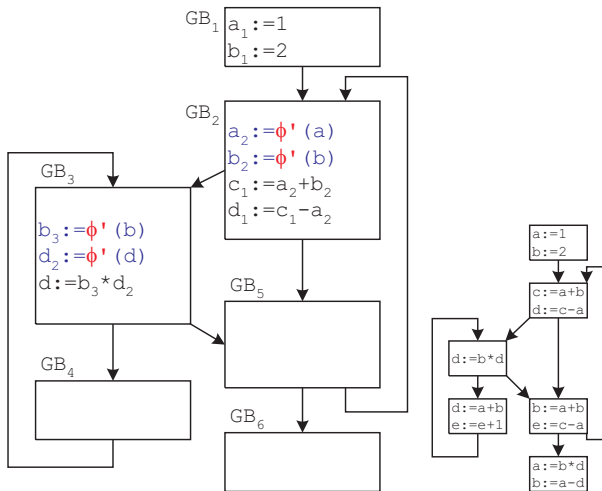 GB₁
a₁:=1
b₁:=2
GB₂
a₂:=ϕ'(a)
b₂:=ϕ'(b)
c₁:=a₂+b₂
d₁:=c₁-a₂
GB₃
b₃:=ϕ'(b)
d₂:=ϕ'(d)
d:=b₃*d₂
GB₅
GB₄
GB₆
a:=1
b:=2
c:=a+b
d:=c-a
d:=b*d
d:=a+b
e:=e+1
b:=a+b
e:=c-a
a:=b*d
b:=a-d